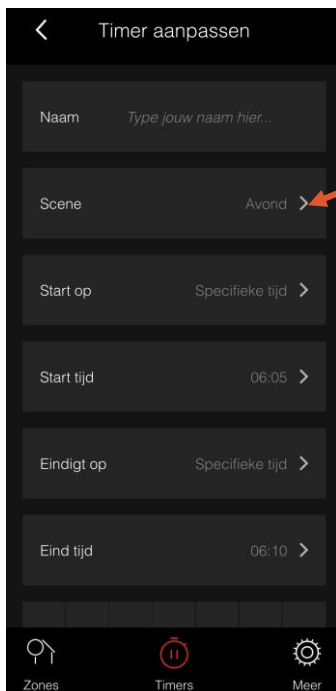 Timer aanpassen
Naam Type jouw naam hier...
Scene Avond
Start op Specifieke tijd
Start tijd 06:05
Eindigt op Specifieke tijd
Eind tijd 06:10
Zones Timers Meer